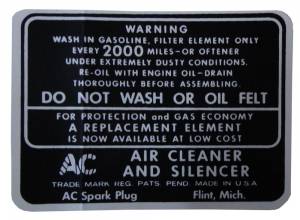 WARNING
WASH IN GASOLINE, FILTER ELEMENT ONLY
EVERY 2000 MILES-OR OFTENER
UNDER EXTREMELY DUSTY CONDITIONS.
RE-OIL WITH ENGINE OIL-DRAIN
THOROUGHLY BEFORE ASSEMBLING.
DO NOT WASH OR OIL FELT
FOR PROTECTION and GAS ECONOMY
A REPLACEMENT ELEMENT
IS NOW AVAILABLE AT LOW COST
AC AIR CLEANER
AND SILENCER
TRADE MARK REG. PATS. PEND. MADE IN U.S.A
AC Spark Plug Flint, Mich.